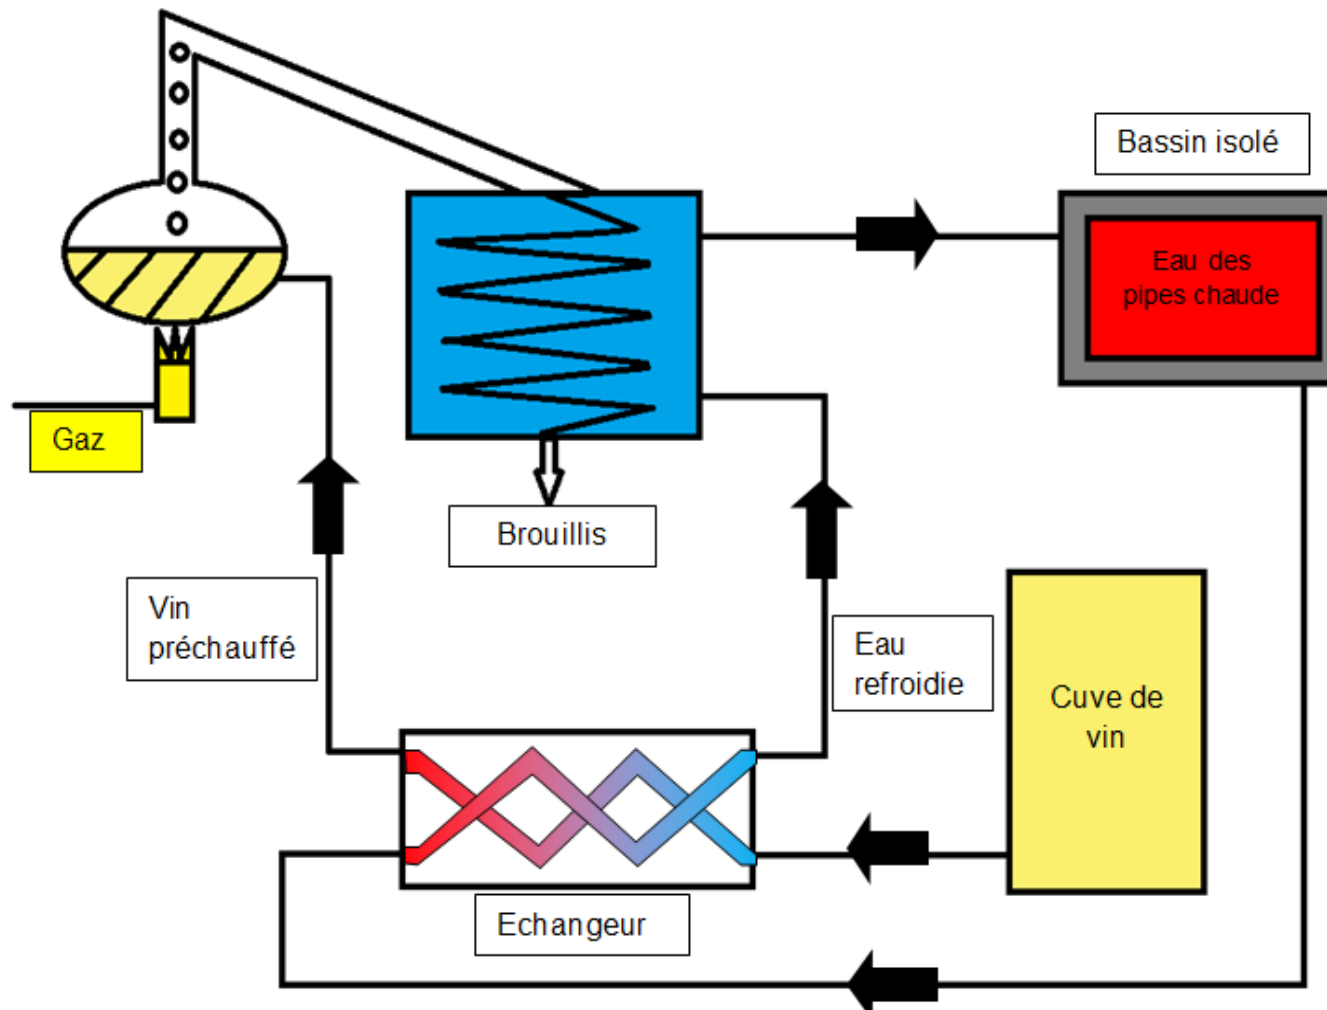 Bassin isolé
Eau des
pipes chaude
Gaz
Brouillis
Vin
préchauffé
Eau
refroidie
Cuve de
vin
Echangeur